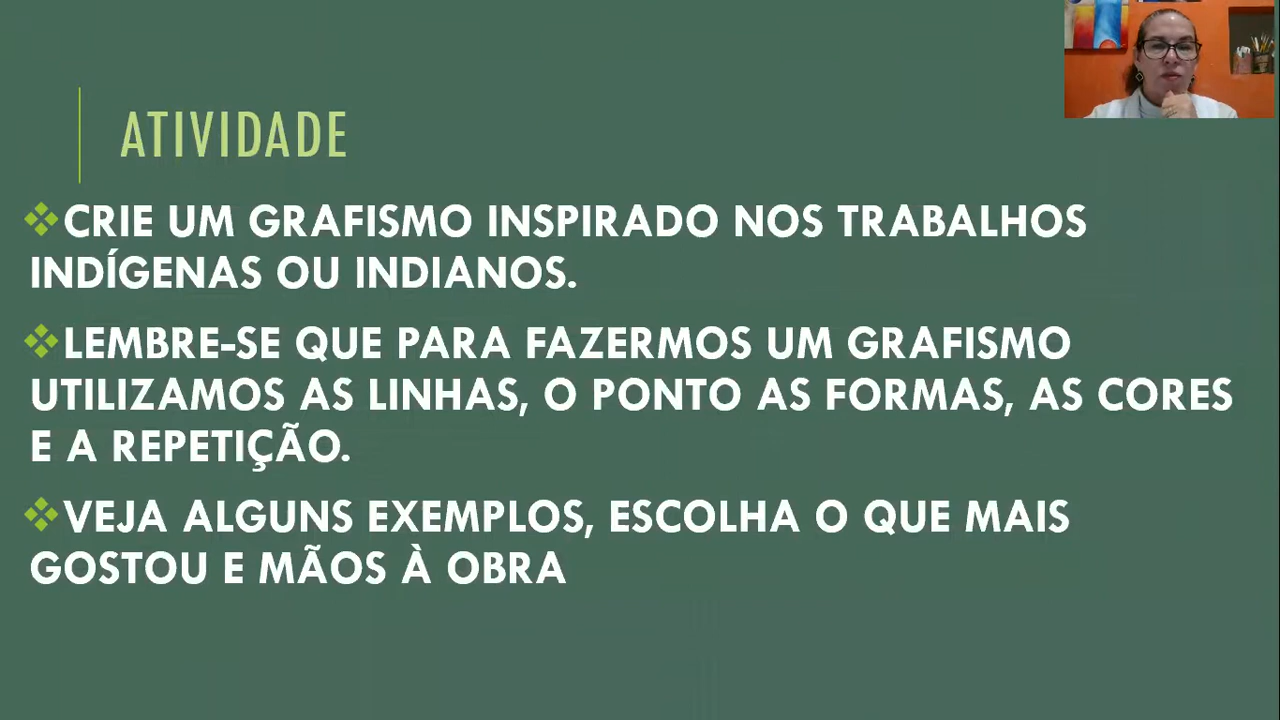 ATIVIDADE
CRIE UM GRAFISMO INSPIRADO NOS TRABALHOS
INDÍGENAS OU INDIANOS.
LEMBRE-SE QUE PARA FAZERMOS UM GRAFISMO
UTILIZAMOS AS LINHAS, O PONTO AS FORMAS, AS CORES
E A REPETIÇÃO.
VEJA ALGUNS EXEMPLOS, ESCOLHA O QUE MAIS
GOSTOU E MÃOS À OBRA